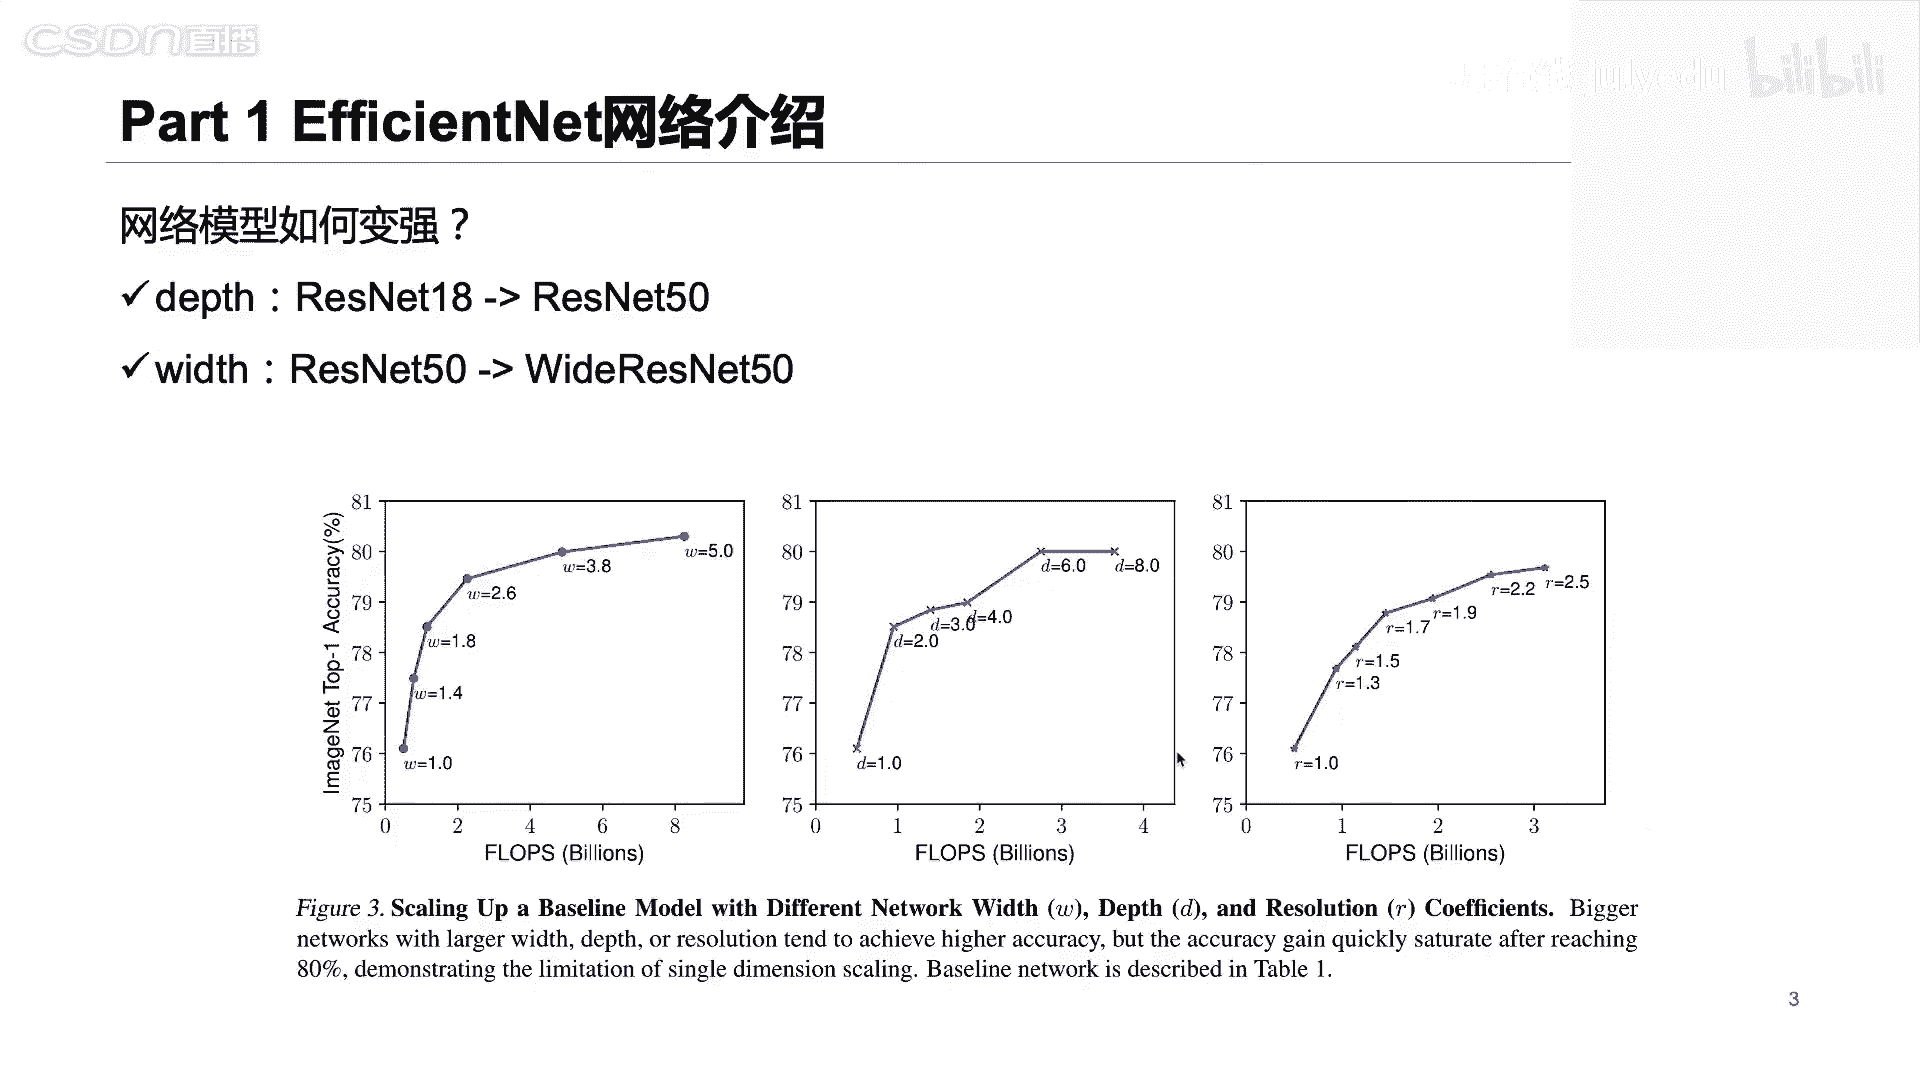 CSDN直播
julyedu bilibili
Part 1 EfficientNet网络介绍
网络模型如何变强？
✓depth：ResNet18 -> ResNet50
✓width：ResNet50 -> WideResNet50
ImageNet Top-1 Accuracy(%)
81
80
79
78
77
76
75
w=1.0
w=1.4
w=1.8
w=2.6
w=3.8
w=5.0
0 2 4 6 8
FLOPS (Billions)
81
80
79
78
77
76
75
d=1.0
d=2.0
d=3.0
d=4.0
d=6.0
d=8.0
0 1 2 3 4
FLOPS (Billions)
81
80
79
78
77
76
75
r=1.0
r=1.3
r=1.5
r=1.7
r=1.9
r=2.2
r=2.5
0 1 2 3
FLOPS (Billions)
Figure 3. Scaling Up a Baseline Model with Different Network Width (w), Depth (d), and Resolution (r) Coefficients. Bigger
networks with larger width, depth, or resolution tend to achieve higher accuracy, but the accuracy gain quickly saturate after reaching
80%, demonstrating the limitation of single dimension scaling. Baseline network is described in Table 1.
3